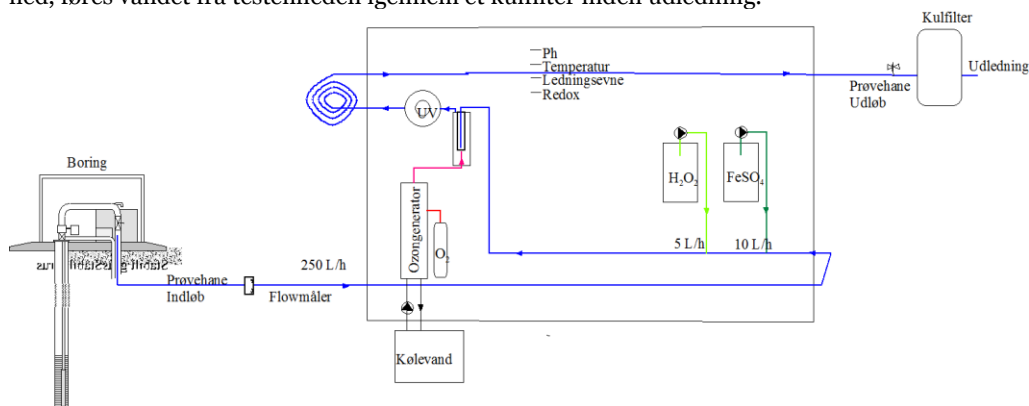 ned, føres vandet fra testenheden igennem et kulfilter inden udledning.
Kulfilter
Ph
Temperatur
Ledningsevne
Redox
Udledning
Prøvehane
Udløb
UV
Boring
H₂O₂
FeSO₄
Ozongenerator
O₂
5 L/h
10 L/h
250 L/h
Prøvehane
Indløb
Flowmåler
Kølevand